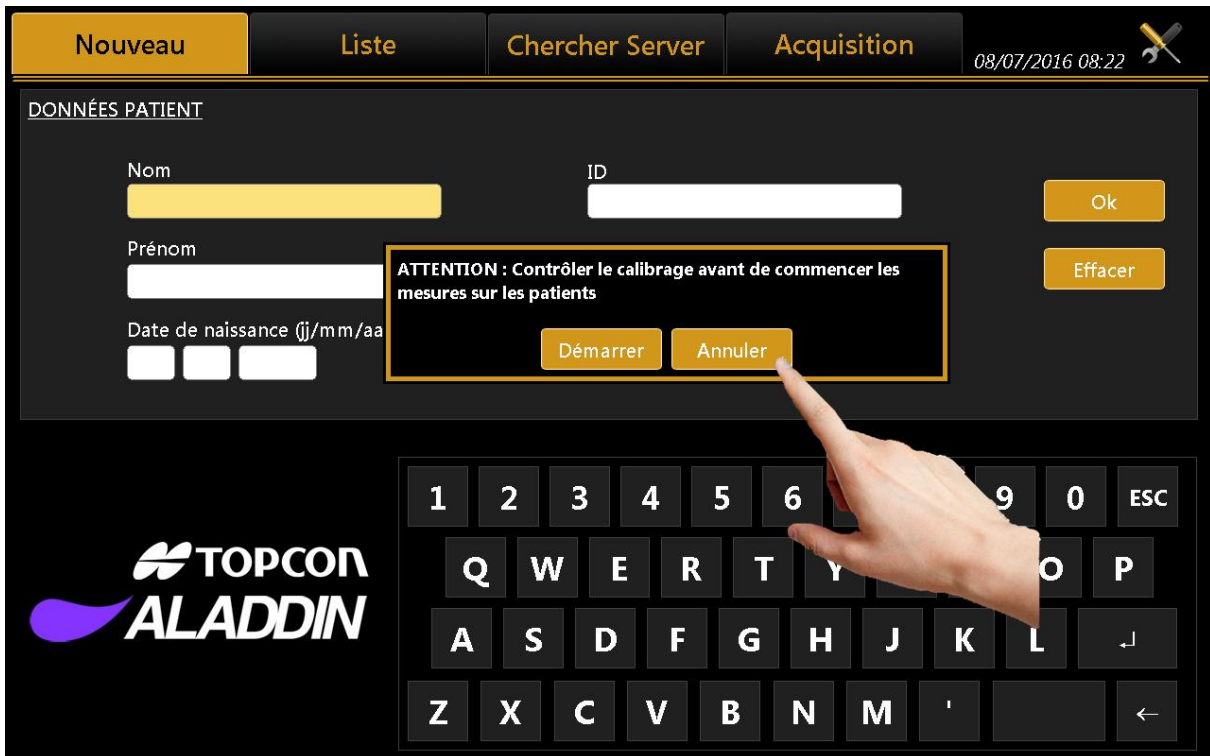 Nouveau
Liste
Chercher Server
Acquisition
08/07/2016 08:22
DONNÉES PATIENT
Nom
ID
Ok
Prénom
Effacer
ATTENTION : Contrôler le calibrage avant de commencer les
mesures sur les patients
Date de naissance (jj/mm/aa
Démarrer
Annuler
1 2 3 4 5 6 9 0 ESC
TOPCON
ALADDIN
Q W E R T Y O P
A S D F G H J K L ↵
Z X C V B N M ' ←